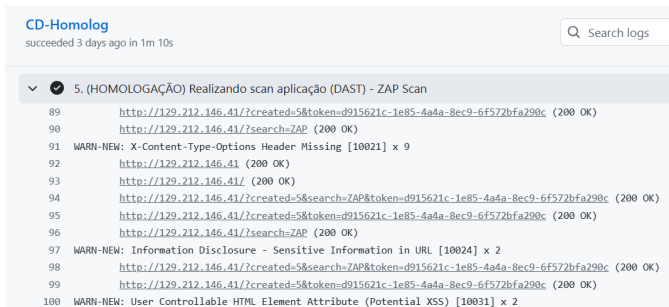 CD-Homolog
succeeded 3 days ago in 1m 10s
Search logs
5. (HOMOLOGAÇÃO) Realizando scan aplicação (DAST) - ZAP Scan
89 http://129.212.146.41/?created=5&token=d915621c-1e85-4a4a-8ec9-6f572bfa290c (200 OK)
90 http://129.212.146.41/?search=ZAP (200 OK)
91 WARN-NEW: X-Content-Type-Options Header Missing [10021] x 9
92 http://129.212.146.41 (200 OK)
93 http://129.212.146.41/ (200 OK)
94 http://129.212.146.41/?created=5&search=ZAP&token=d915621c-1e85-4a4a-8ec9-6f572bfa290c (200 OK)
95 http://129.212.146.41/?created=5&token=d915621c-1e85-4a4a-8ec9-6f572bfa290c (200 OK)
96 http://129.212.146.41/?search=ZAP (200 OK)
97 WARN-NEW: Information Disclosure - Sensitive Information in URL [10024] x 2
98 http://129.212.146.41/?created=5&search=ZAP&token=d915621c-1e85-4a4a-8ec9-6f572bfa290c (200 OK)
99 http://129.212.146.41/?created=5&token=d915621c-1e85-4a4a-8ec9-6f572bfa290c (200 OK)
100 WARN-NEW: User Controllable HTML Element Attribute (Potential XSS) [10031] x 2